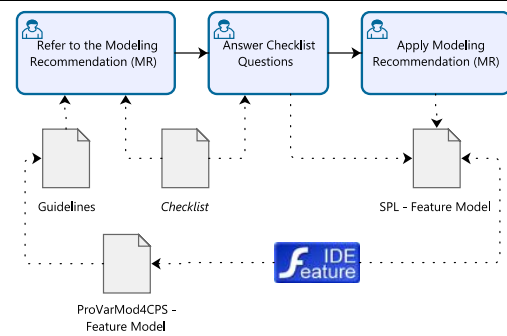 Refer to the Modeling
Recommendation (MR)
Answer Checklist
Questions
Apply Modeling
Recommendation (MR)
Guidelines
Checklist
SPL - Feature Model
IDE
Feature
ProVarMod4CPS -
Feature Model